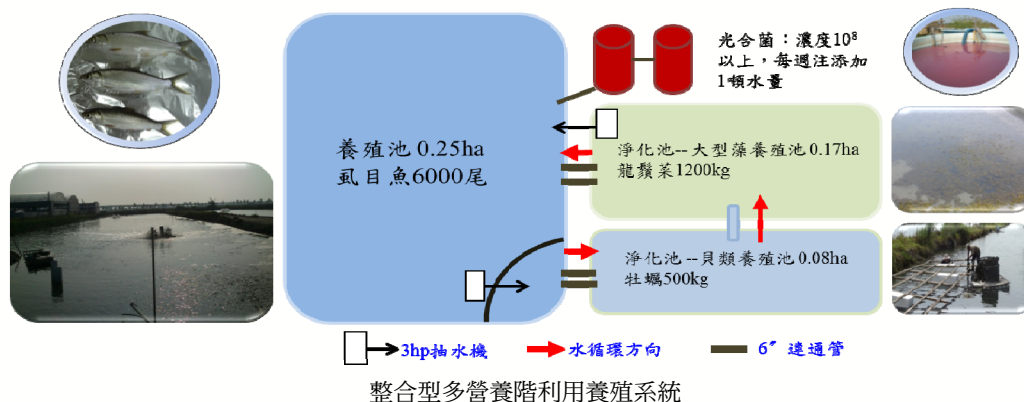 光合菌：濃度10⁸
以上，每週注添加
1噸水量
養殖池 0.25ha
虱目魚6000尾
淨化池--大型藻養殖池0.17ha
龍鬚菜1200kg
淨化池--貝類養殖池0.08ha
牡蠣500kg
3hp抽水機
水循環方向
6" 連通管
整合型多營養階利用養殖系統